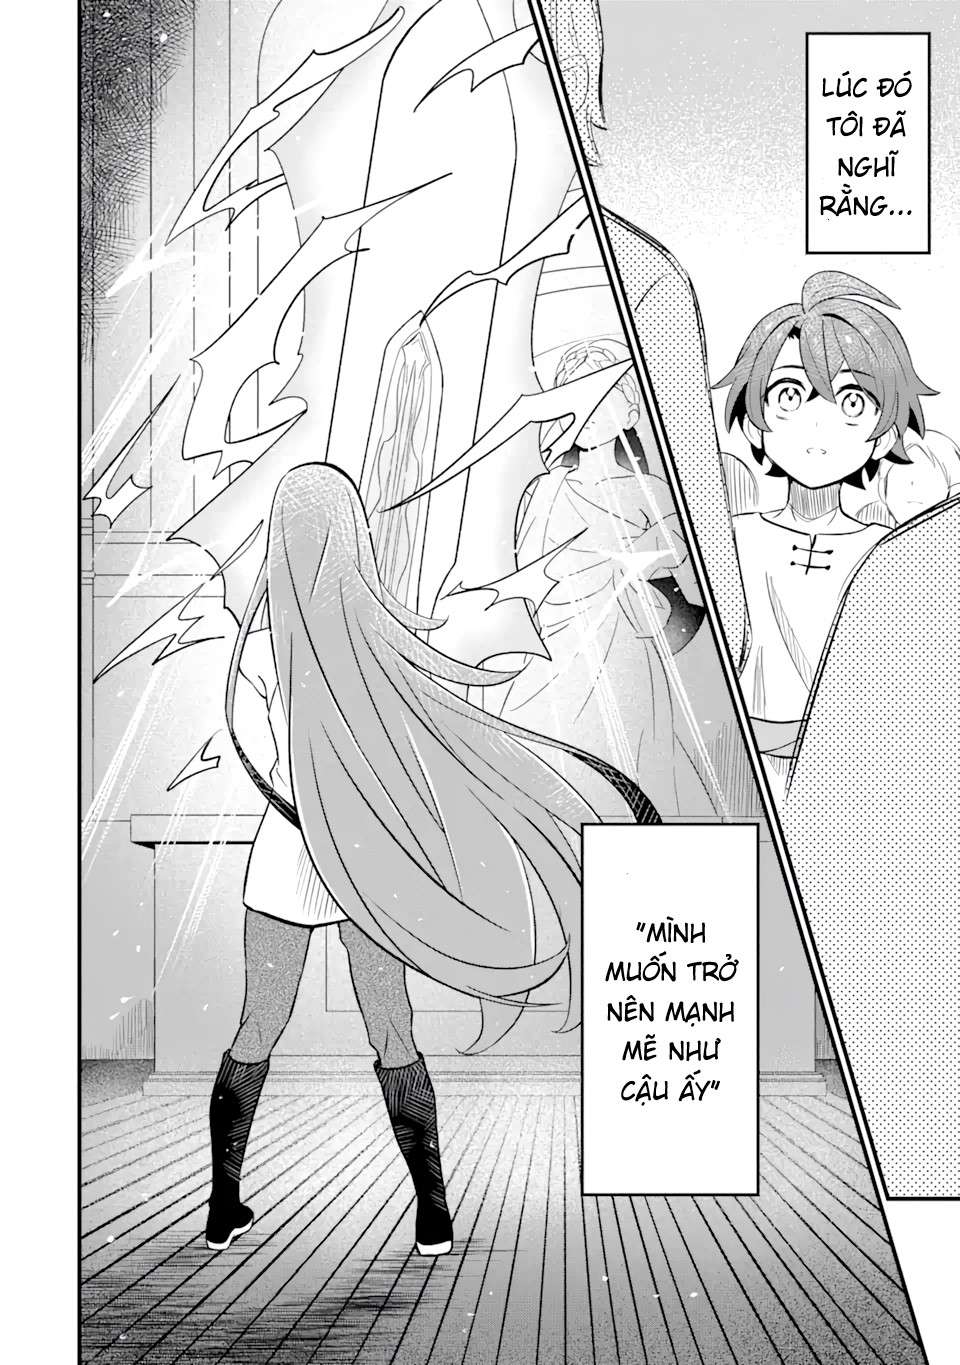 LÚC ĐÓ
TÔI ĐÃ
NGHĨ
RẰNG...
"MÌNH
MUỐN TRỞ
NÊN MẠNH
MẼ NHƯ
CẬU ẤY"